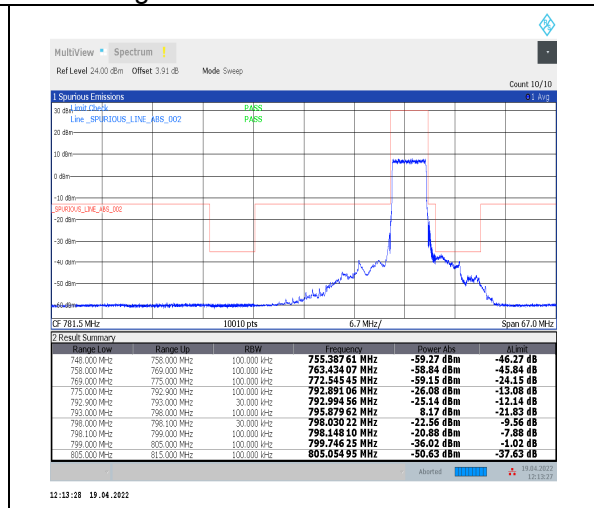 MultiView * Spectrum !
Ref Level 24.00 dBm Offset 3.91 dB Mode Sweep
Count 10/10
1 Spurious Emissions 1 Avg
30 dBm Limit Check PASS
Line _SPURIOUS_LINE_ABS_002 PASS
20 dBm
10 dBm
0 dBm
-10 dBm
_SPURIOUS_LINE_ABS_002
-20 dBm
-30 dBm
-40 dBm
-50 dBm
-60 dBm
CF 781.5 MHz 10010 pts 6.7 MHz/ Span 67.0 MHz
2 Result Summary
Range Low Range Up RBW Frequency Power Abs ΔLimit
748.000 MHz 758.000 MHz 100.000 kHz 755.387 61 MHz -59.27 dBm -46.27 dB
758.000 MHz 769.000 MHz 100.000 kHz 763.434 07 MHz -58.84 dBm -45.84 dB
769.000 MHz 775.000 MHz 100.000 kHz 772.545 45 MHz -59.15 dBm -24.15 dB
775.000 MHz 792.900 MHz 100.000 kHz 792.891 06 MHz -26.08 dBm -13.08 dB
792.900 MHz 793.000 MHz 30.000 kHz 792.994 56 MHz -25.14 dBm -12.14 dB
793.000 MHz 798.000 MHz 100.000 kHz 795.879 62 MHz 8.17 dBm -21.83 dB
798.000 MHz 798.100 MHz 30.000 kHz 798.030 22 MHz -22.56 dBm -9.56 dB
798.100 MHz 799.000 MHz 100.000 kHz 798.148 10 MHz -20.88 dBm -7.88 dB
799.000 MHz 805.000 MHz 100.000 kHz 799.746 25 MHz -36.02 dBm -1.02 dB
805.000 MHz 815.000 MHz 100.000 kHz 805.054 95 MHz -50.63 dBm -37.63 dB
Aborted 19.04.2022
12:13:27
12:13:28 19.04.2022